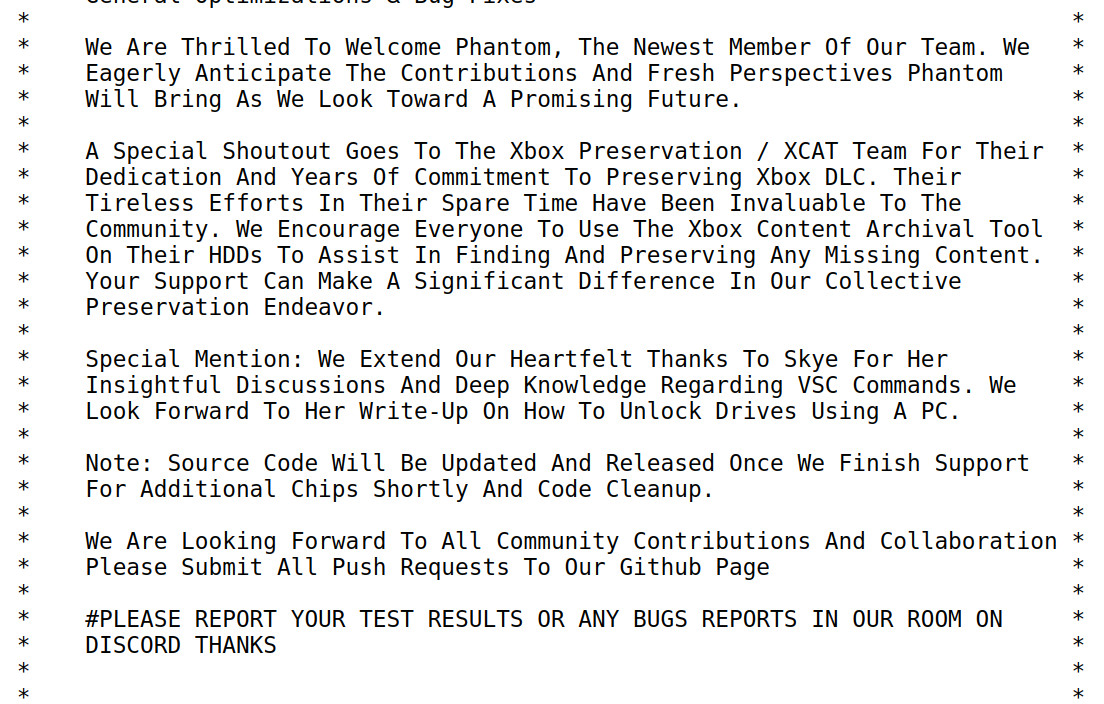 General Optimizations & Bug Fixes
* *
* We Are Thrilled To Welcome Phantom, The Newest Member Of Our Team. We *
* Eagerly Anticipate The Contributions And Fresh Perspectives Phantom *
* Will Bring As We Look Toward A Promising Future. *
* *
* A Special Shoutout Goes To The Xbox Preservation / XCAT Team For Their *
* Dedication And Years Of Commitment To Preserving Xbox DLC. Their *
* Tireless Efforts In Their Spare Time Have Been Invaluable To The *
* Community. We Encourage Everyone To Use The Xbox Content Archival Tool *
* On Their HDDs To Assist In Finding And Preserving Any Missing Content. *
* Your Support Can Make A Significant Difference In Our Collective *
* Preservation Endeavor. *
* *
* Special Mention: We Extend Our Heartfelt Thanks To Skye For Her *
* Insightful Discussions And Deep Knowledge Regarding VSC Commands. We *
* Look Forward To Her Write-Up On How To Unlock Drives Using A PC. *
* *
* Note: Source Code Will Be Updated And Released Once We Finish Support *
* For Additional Chips Shortly And Code Cleanup. *
* *
* We Are Looking Forward To All Community Contributions And Collaboration *
* Please Submit All Push Requests To Our Github Page *
* *
* #PLEASE REPORT YOUR TEST RESULTS OR ANY BUGS REPORTS IN OUR ROOM ON *
* DISCORD THANKS *
* *
* *